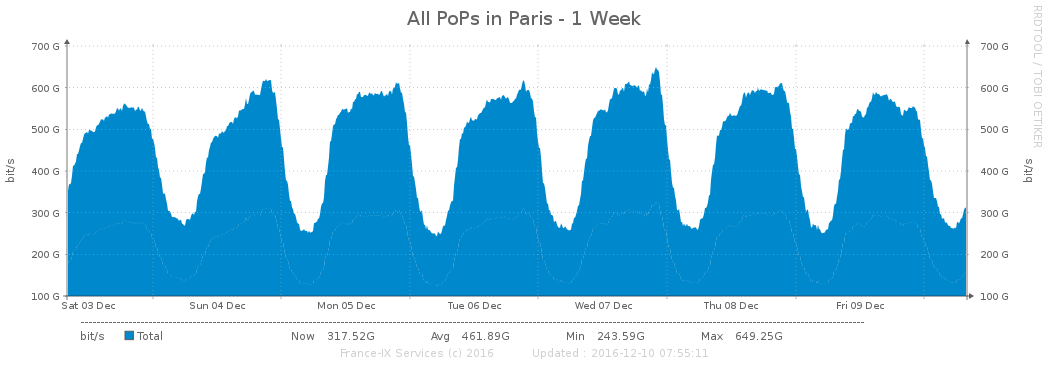 All PoPs in Paris - 1 Week
RRDTOOL / TOBI OETIKER
700 G 700 G
600 G 600 G
500 G 500 G
400 G 400 G
300 G 300 G
200 G 200 G
100 G 100 G
bit/s bit/s
Sat 03 Dec Sun 04 Dec Mon 05 Dec Tue 06 Dec Wed 07 Dec Thu 08 Dec Fri 09 Dec
bit/s Total Now 317.52G Avg 461.89G Min 243.59G Max 649.25G
France-IX Services (c) 2016 Updated : 2016-12-10 07:55:11